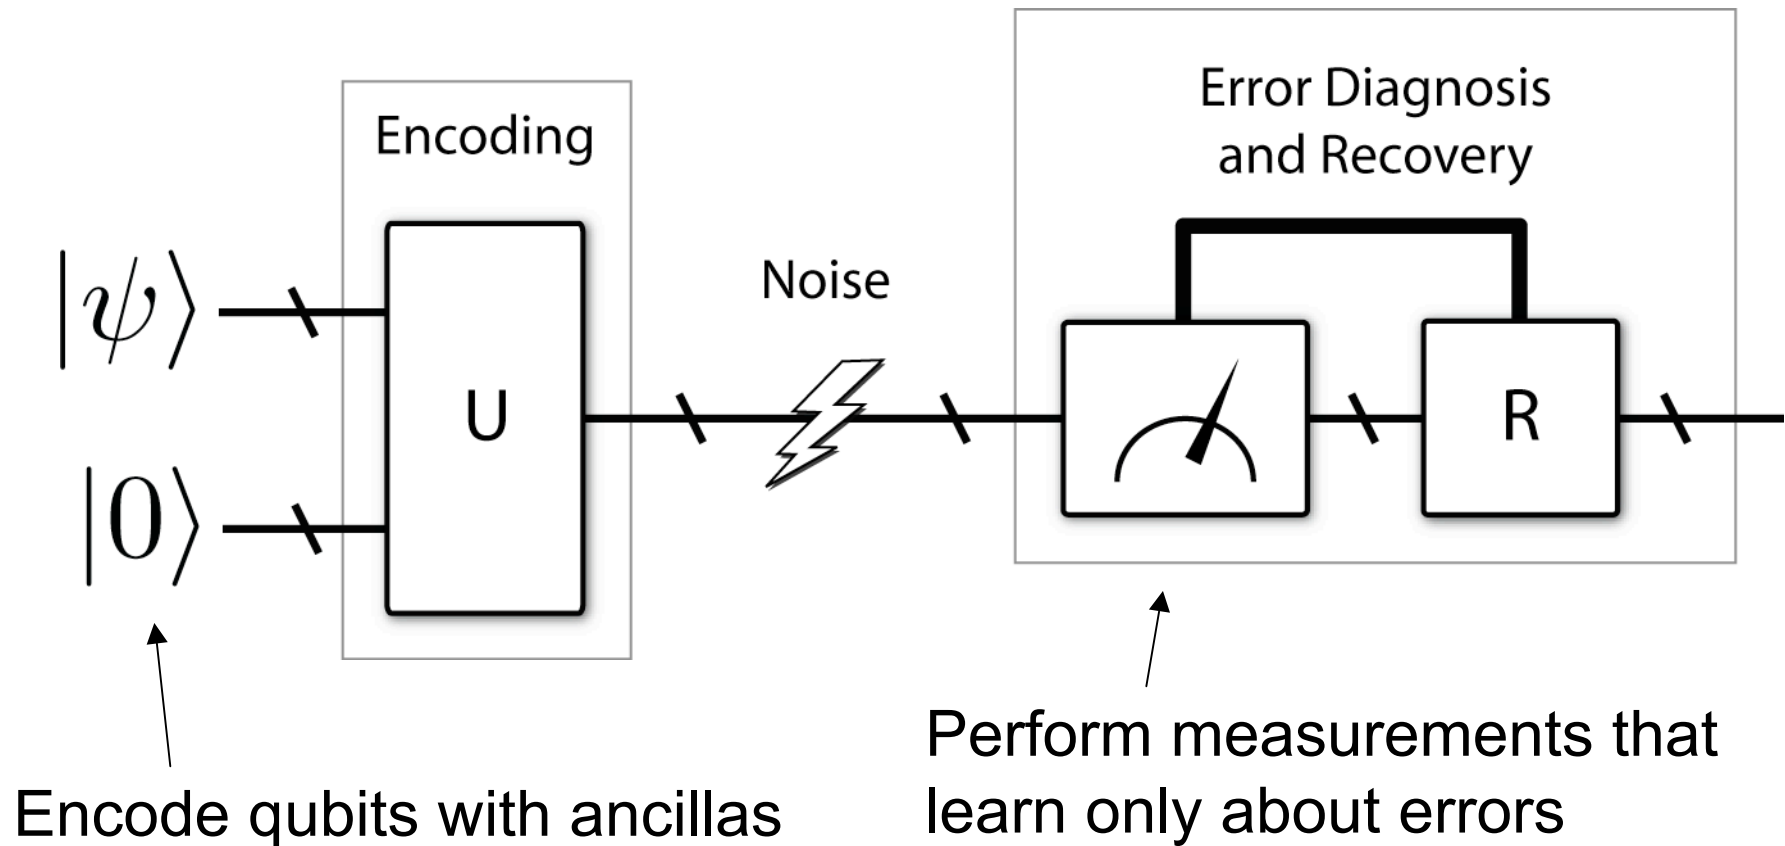 Encoding
|ψ⟩
|0⟩
U
Noise
Error Diagnosis
and Recovery
R
Encode qubits with ancillas
Perform measurements that
learn only about errors